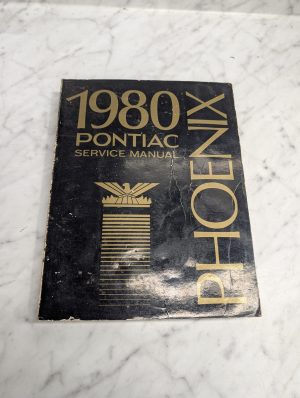 1980
PONTIAC
SERVICE MANUAL
PHOENIX